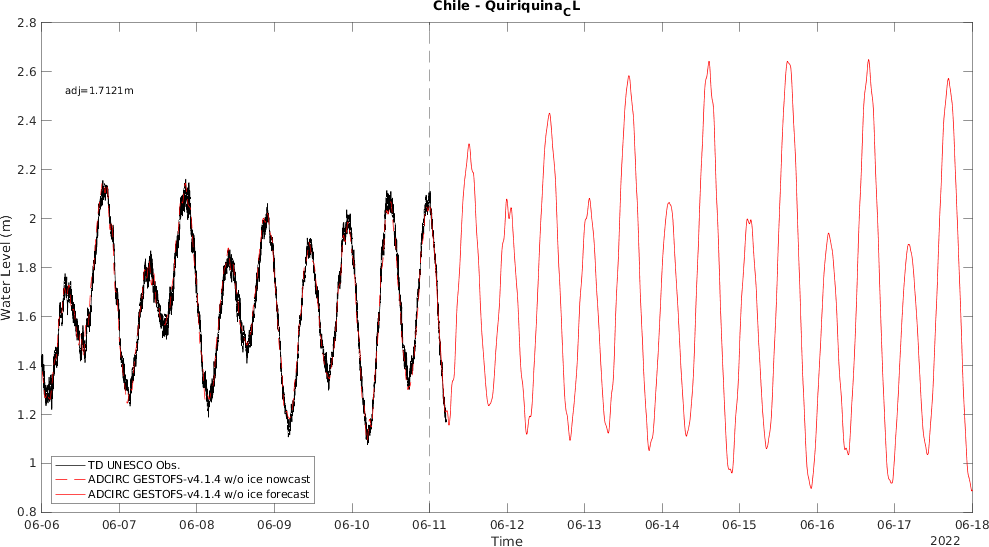 Chile - Quiriquina_CL
2.8
2.6
2.4
2.2
2
1.8
1.6
1.4
1.2
1
0.8
Water Level (m)
adj=1.7121m
TD UNESCO Obs.
ADCIRC GESTOFS-v4.1.4 w/o ice nowcast
ADCIRC GESTOFS-v4.1.4 w/o ice forecast
06-06 06-07 06-08 06-09 06-10 06-11 06-12 06-13 06-14 06-15 06-16 06-17 06-18
Time
2022